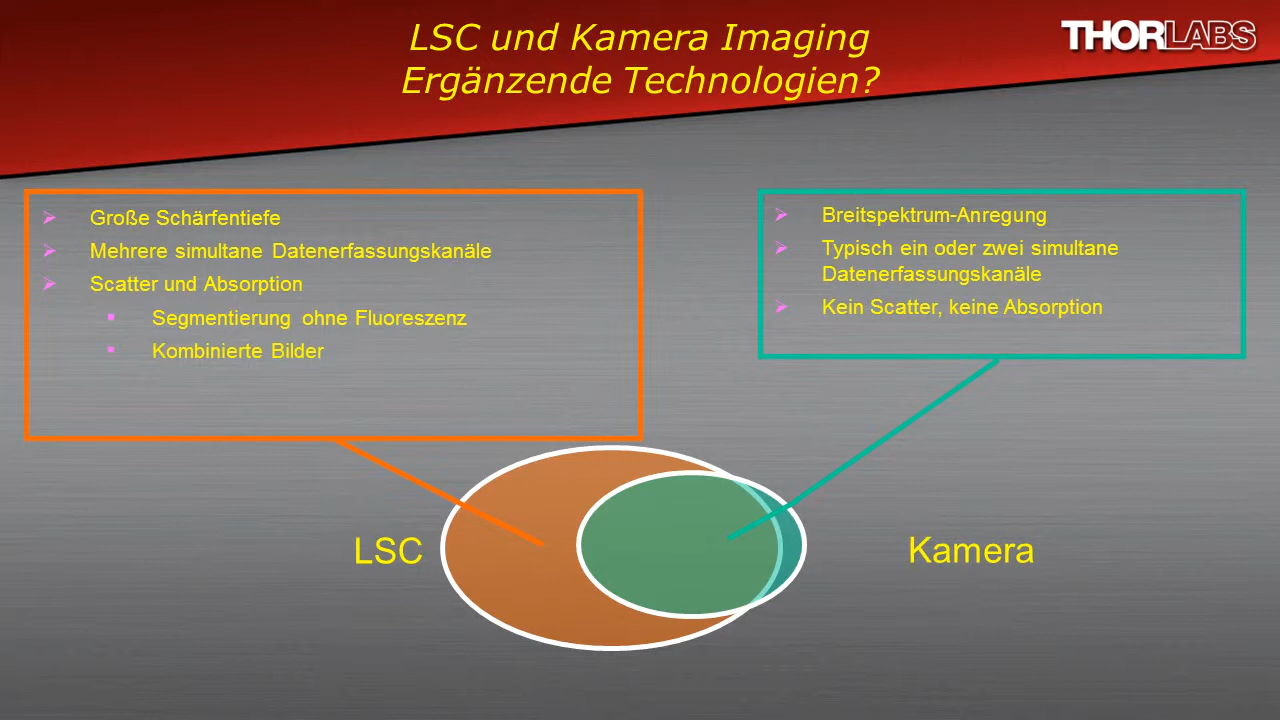 LSC und Kamera Imaging
Ergänzende Technologien?
THORLABS
Große Schärfentiefe
Mehrere simultane Datenerfassungskanäle
Scatter und Absorption
Segmentierung ohne Fluoreszenz
Kombinierte Bilder
Breitspektrum-Anregung
Typisch ein oder zwei simultane
Datenerfassungskanäle
Kein Scatter, keine Absorption
LSC
Kamera